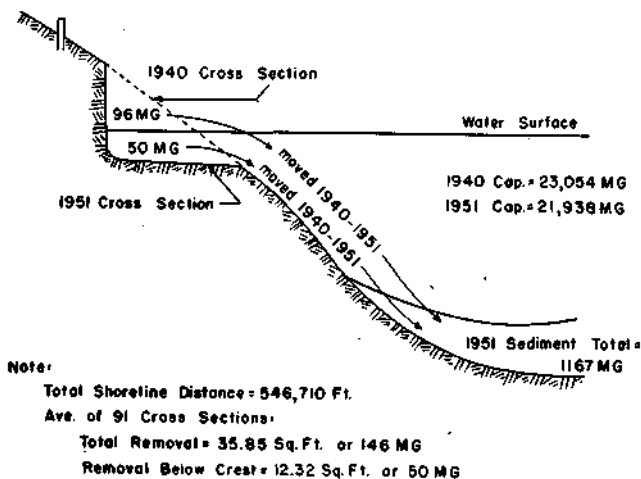 1940 Cross Section
96 MG
Water Surface
50 MG
moved 1940-1951
moved 1940-1951
1940 Cap.= 23,054 MG
1951 Cap.= 21,938 MG
1951 Cross Section
1951 Sediment Total=
1167 MG
Note:
Total Shoreline Distance = 546,710 Ft.
Ave. of 91 Cross Sections:
Total Removal = 35.85 Sq. Ft. or 146 MG
Removal Below Crest = 12.32 Sq. Ft. or 50 MG